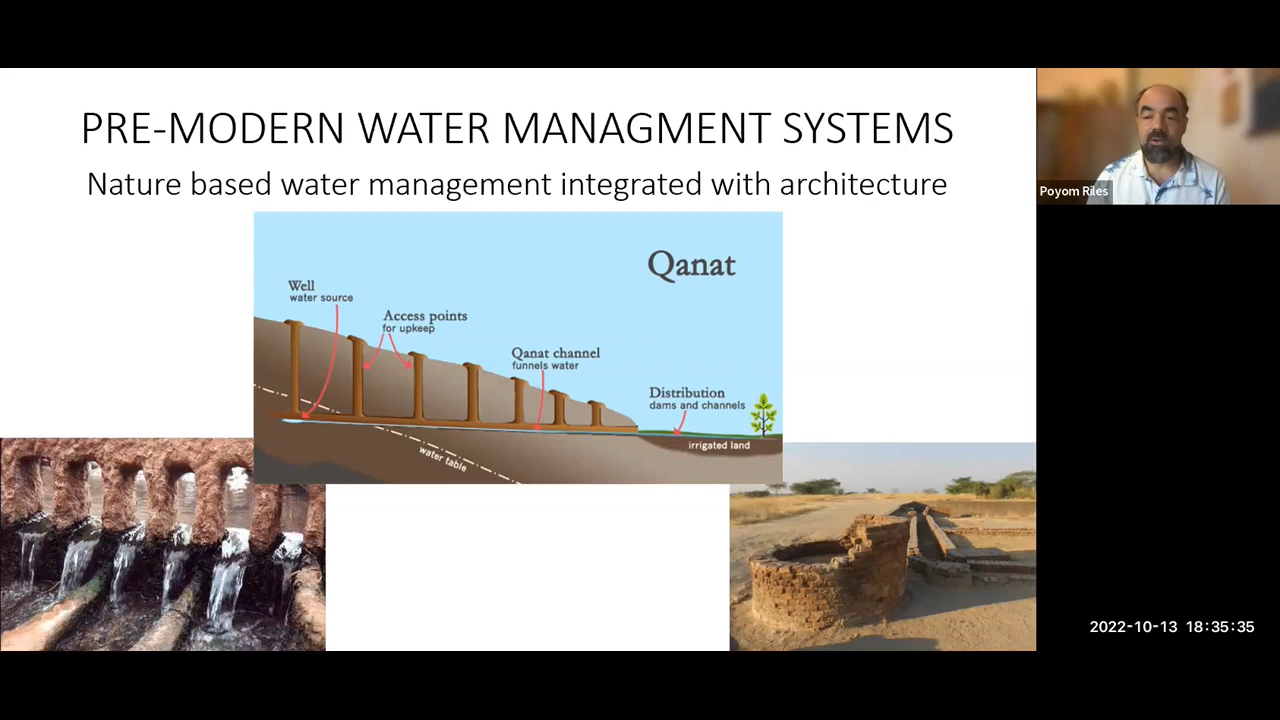 PRE-MODERN WATER MANAGMENT SYSTEMS
Nature based water management integrated with architecture
Qanat
Well
water source
Access points
for upkeep
Qanat channel
funnels water
Distribution
dams and channels
irrigated land
water table
Poyom Riles
2022-10-13 18:35:35